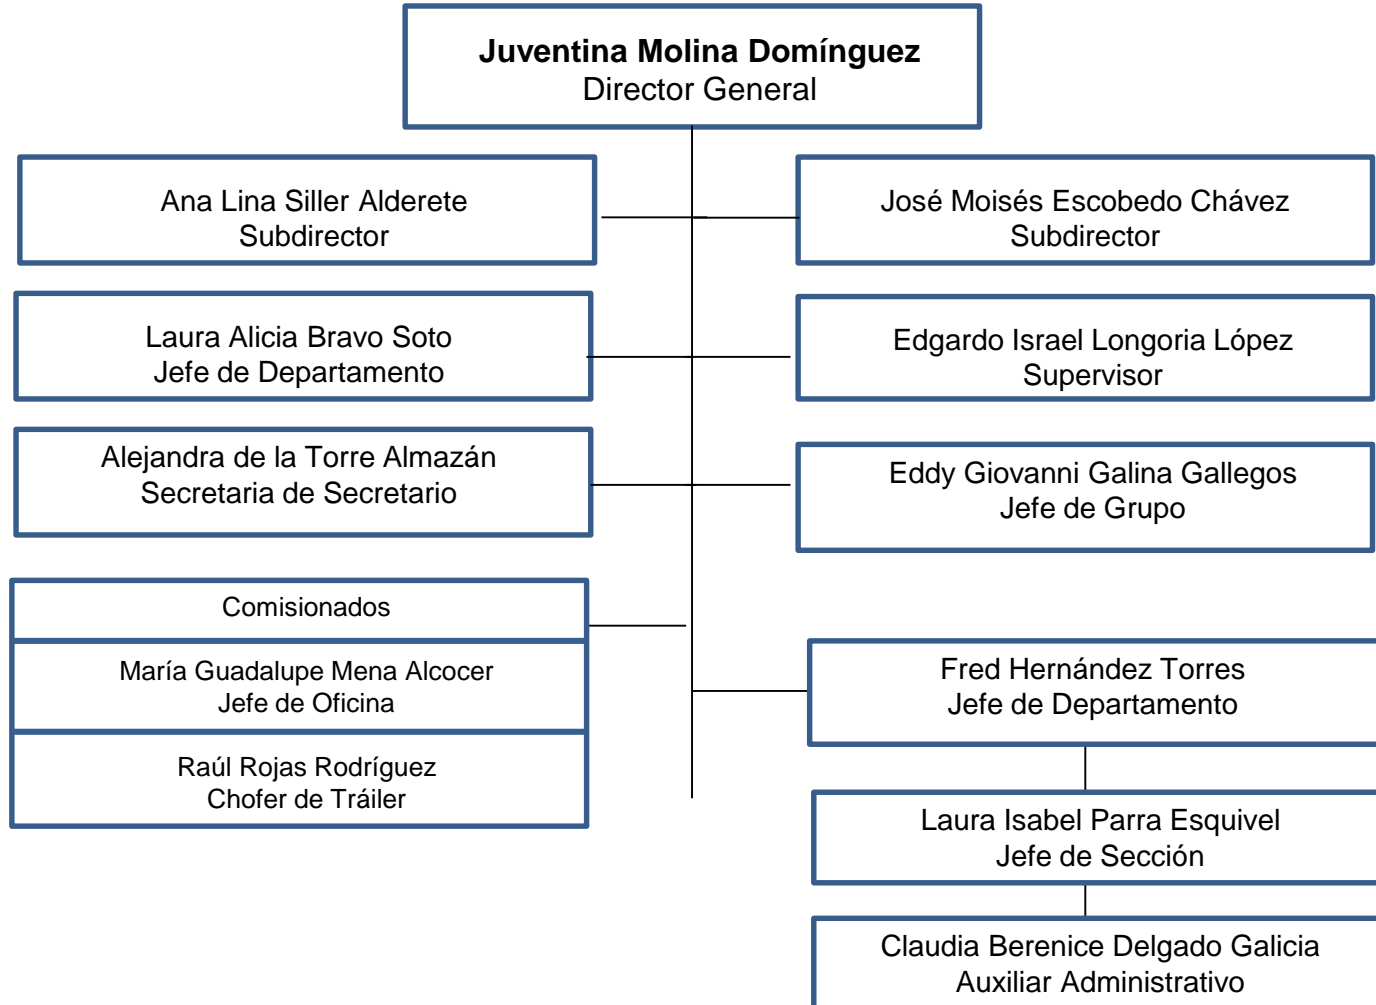 Juventina Molina Domínguez
Director General
Ana Lina Siller Alderete
Subdirector
José Moisés Escobedo Chávez
Subdirector
Laura Alicia Bravo Soto
Jefe de Departamento
Edgardo Israel Longoria López
Supervisor
Alejandra de la Torre Almazán
Secretaria de Secretario
Eddy Giovanni Galina Gallegos
Jefe de Grupo
Comisionados
María Guadalupe Mena Alcocer
Jefe de Oficina
Raúl Rojas Rodríguez
Chofer de Tráiler
Fred Hernández Torres
Jefe de Departamento
Laura Isabel Parra Esquivel
Jefe de Sección
Claudia Berenice Delgado Galicia
Auxiliar Administrativo